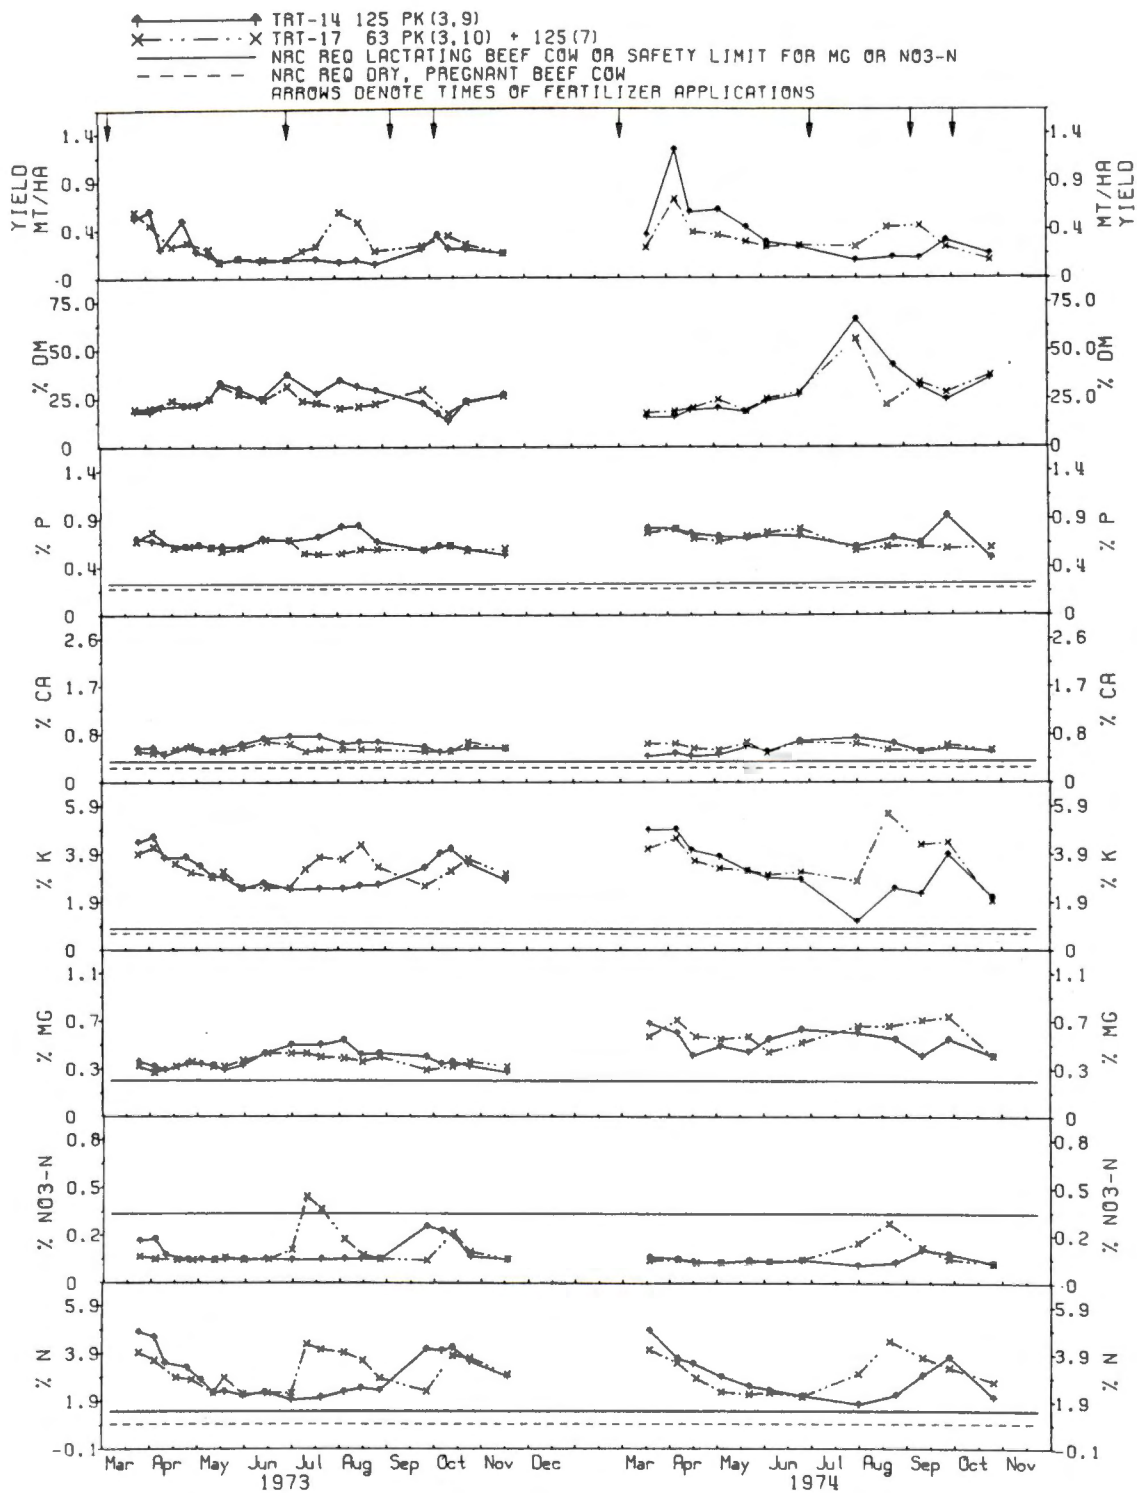 TRT-14 125 PK(3,9)
TRT-17 63 PK(3,10) + 125(7)
NRC REQ LACTATING BEEF COW OR SAFETY LIMIT FOR MG OR NO3-N
NRC REQ DRY, PREGNANT BEEF COW
ARROWS DENOTE TIMES OF FERTILIZER APPLICATIONS
YIELD MT/HA
1.4
0.9
0.4
-0
1.4
0.9
0.4
0
MT/HA YIELD
% DM
75.0
50.0
25.0
0
75.0
50.0
25.0
0
% DM
% P
1.4
0.9
0.4
0
1.4
0.9
0.4
0
% P
% CA
2.6
1.7
0.8
0
2.6
1.7
0.8
0
% CA
% K
5.9
3.9
1.9
0
5.9
3.9
1.9
0
% K
% MG
1.1
0.7
0.3
0
1.1
0.7
0.3
0
% MG
% NO3-N
0.8
0.5
0.2
0
0.8
0.5
0.2
-0
% NO3-N
% N
5.9
3.9
1.9
-0.1
5.9
3.9
1.9
-0.1
% N
Mar Apr May Jun Jul Aug Sep Oct Nov Dec Mar Apr May Jun Jul Aug Sep Oct Nov
1973 1974